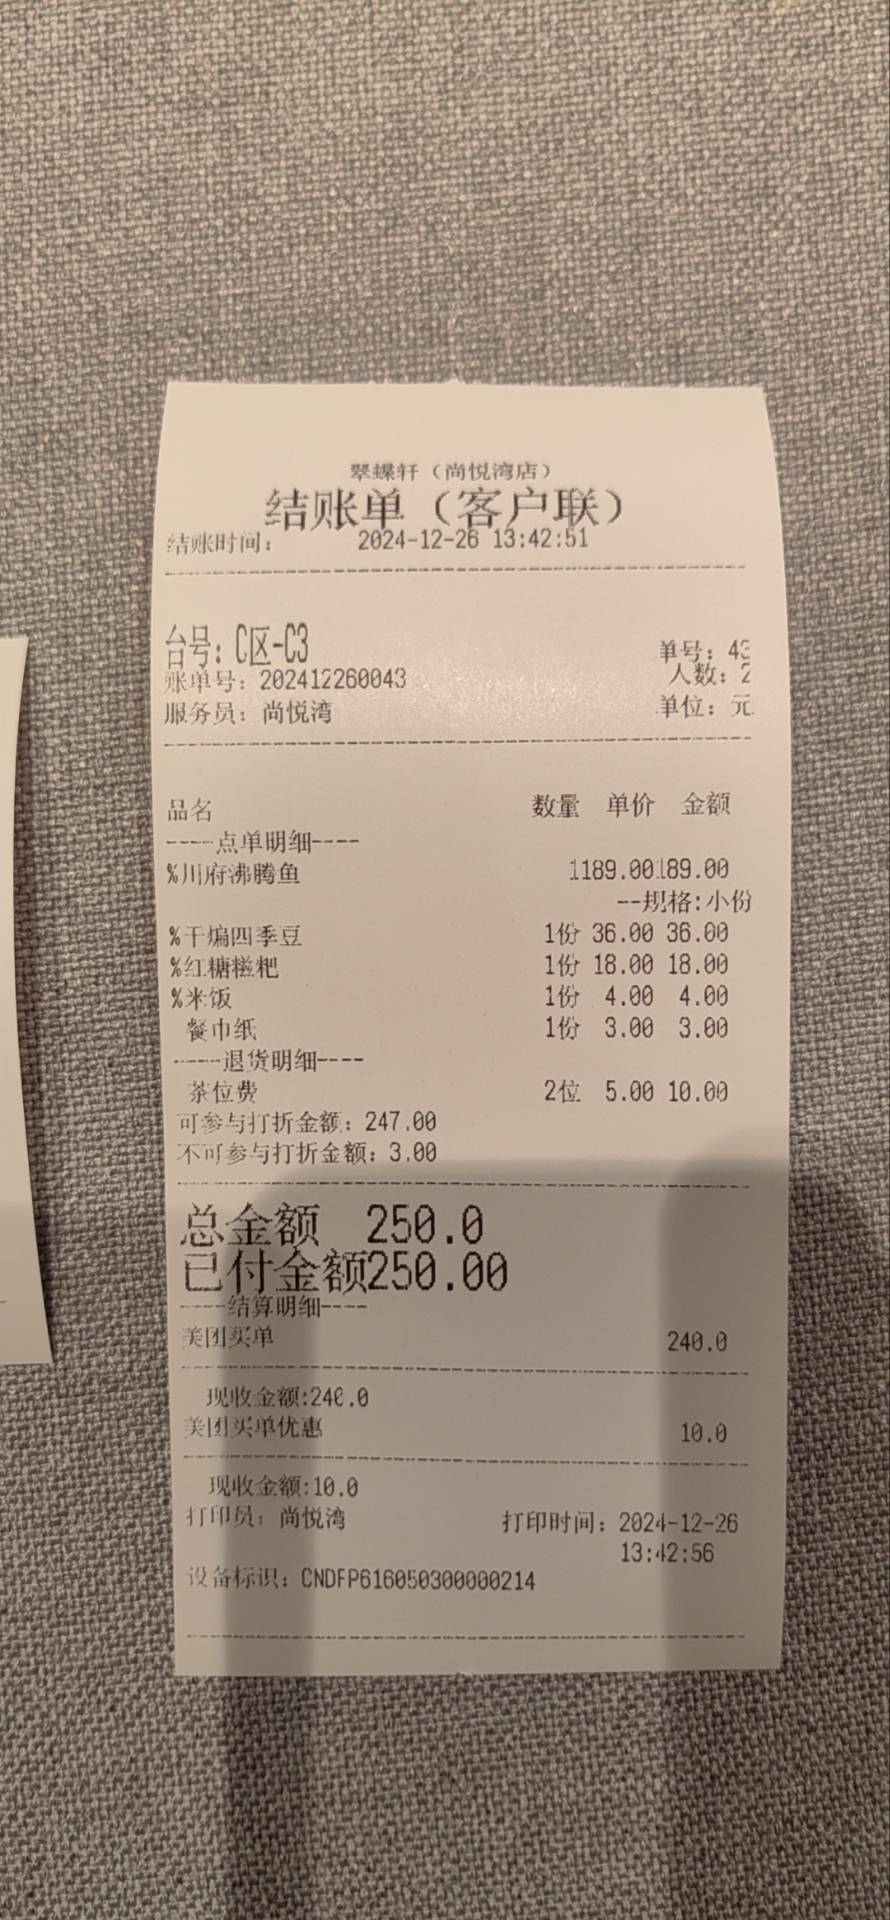 翠蝶轩（尚悦湾店）
结账单（客户联）
结账时间： 2024-12-26 13:42:51
台号：C区-C3
单号：43
账单号：202412260043
人数：2
服务员：尚悦湾
单位：元
品名 数量 单价 金额
----点单明细----
%川府沸腾鱼 1189.00189.00
--规格:小份
%干煸四季豆 1份 36.00 36.00
%红糖糍粑 1份 18.00 18.00
%米饭 1份 4.00 4.00
餐巾纸 1份 3.00 3.00
----退货明细----
茶位费 2位 5.00 10.00
可参与打折金额：247.00
不可参与打折金额：3.00
总金额 250.0
已付金额250.00
----结算明细----
美团买单 240.0
现收金额:240.0
美团买单优惠 10.0
现收金额:10.0
打印员：尚悦湾 打印时间：2024-12-26
13:42:56
设备标识：CNDFP616050300000214